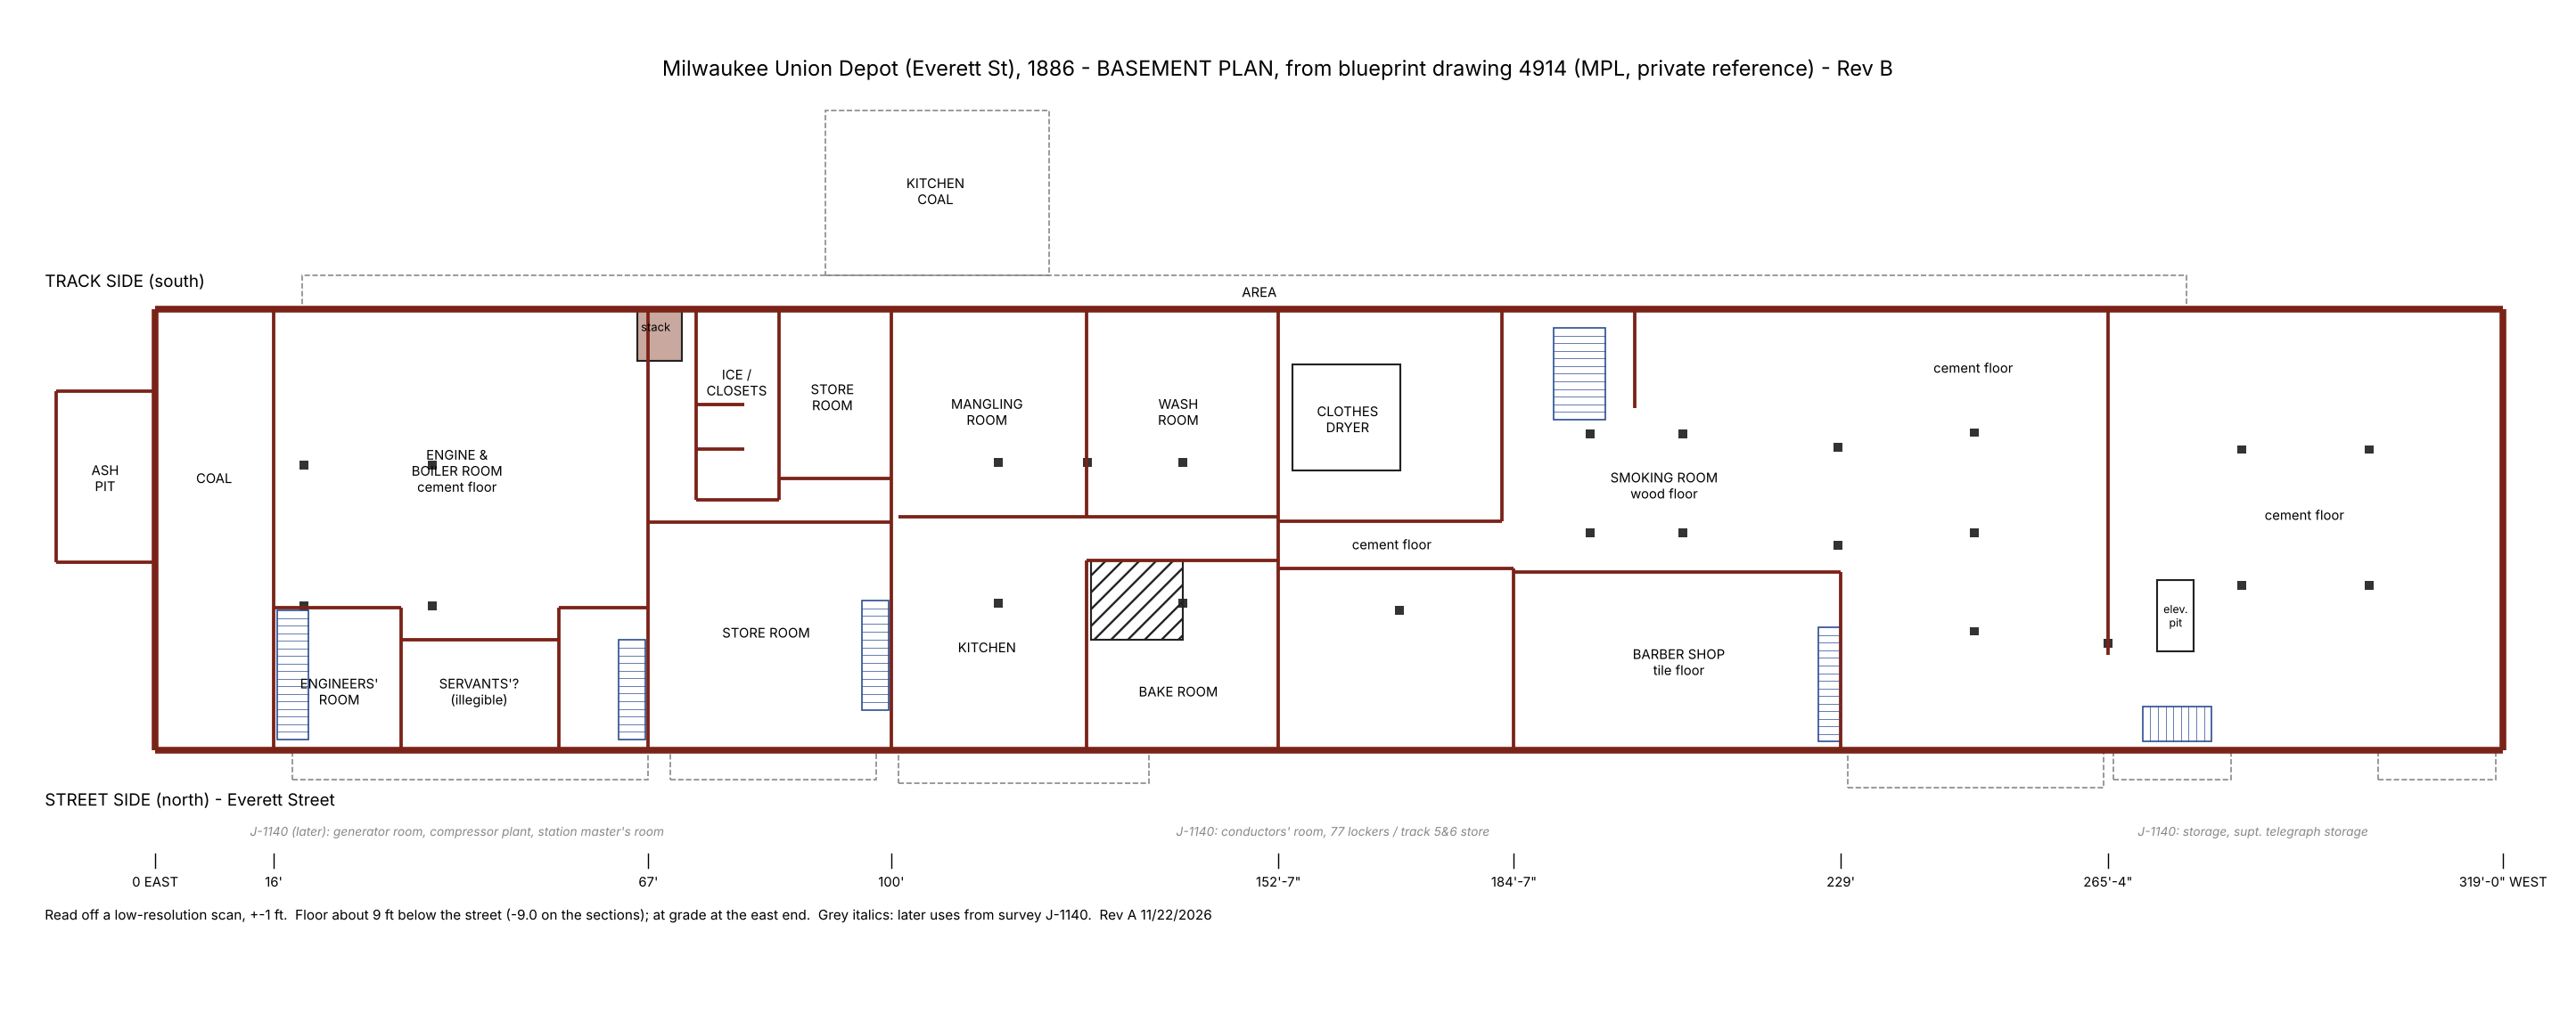 Milwaukee Union Depot (Everett St), 1886 - BASEMENT PLAN, from blueprint drawing 4914 (MPL, private reference) - Rev B
KITCHEN
COAL
TRACK SIDE (south)
AREA
stack
ICE /
CLOSETS
STORE
ROOM
MANGLING
ROOM
WASH
ROOM
CLOTHES
DRYER
cement floor
ASH
PIT
COAL
ENGINE &
BOILER ROOM
cement floor
SMOKING ROOM
wood floor
cement floor
cement floor
elev.
pit
STORE ROOM
KITCHEN
BARBER SHOP
tile floor
ENGINEERS'
ROOM
SERVANTS'?
(illegible)
BAKE ROOM
STREET SIDE (north) - Everett Street
J-1140 (later): generator room, compressor plant, station master's room
J-1140: conductors' room, 77 lockers / track 5&6 store
J-1140: storage, supt. telegraph storage
0 EAST
16'
67'
100'
152'-7"
184'-7"
229'
265'-4"
319'-0" WEST
Read off a low-resolution scan, +-1 ft.  Floor about 9 ft below the street (-9.0 on the sections); at grade at the east end.  Grey italics: later uses from survey J-1140.  Rev A 11/22/2026